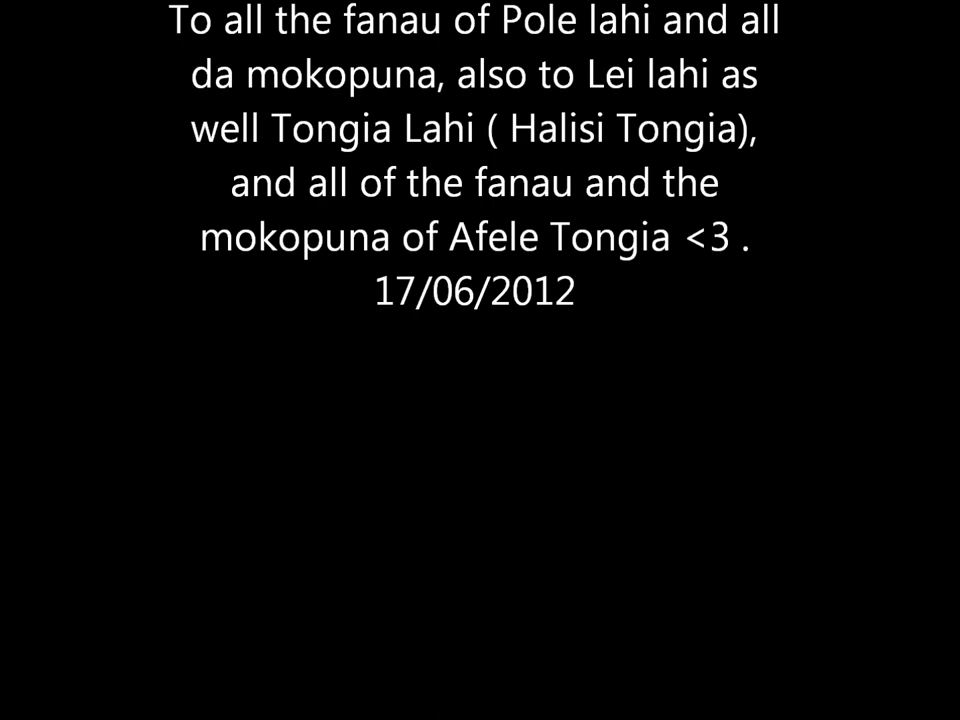 To all the fanau of Pole lahi and all
da mokopuna, also to Lei lahi as
well Tongia Lahi ( Halisi Tongia),
and all of the fanau and the
mokopuna of Afele Tongia <3 .
17/06/2012